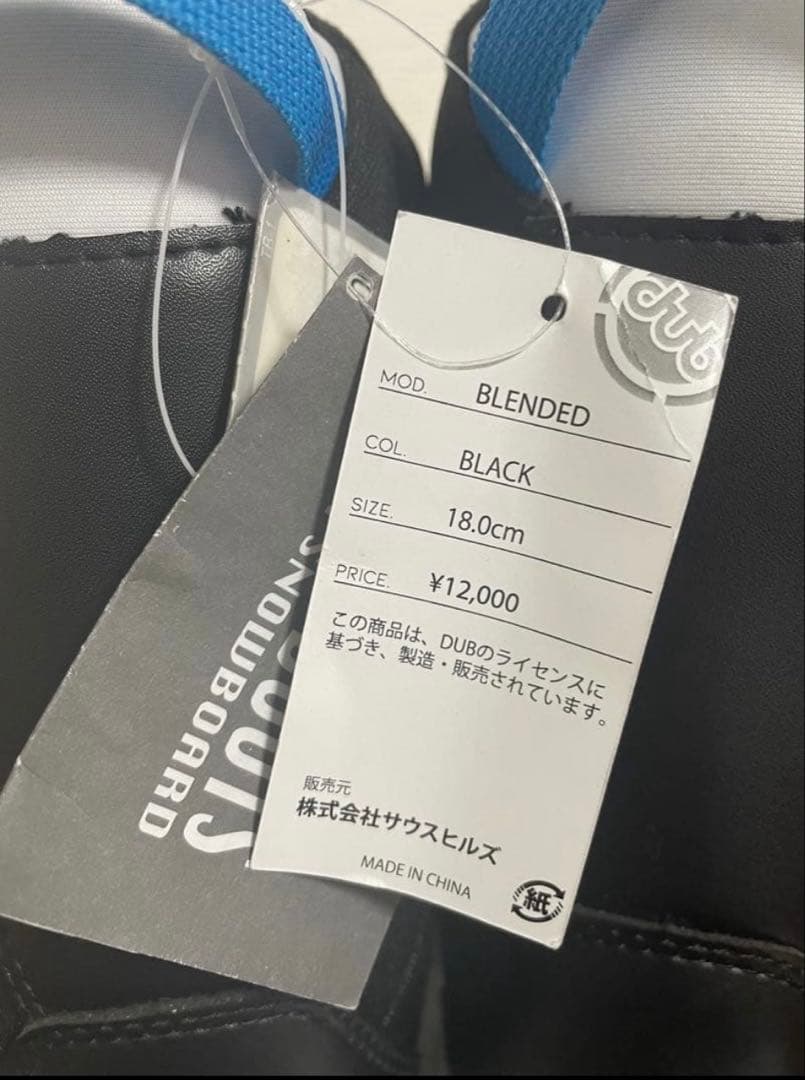 dub
MOD. BLENDED
COL. BLACK
SIZE. 18.0cm
PRICE. ¥12,000
この商品は、DUBのライセンスに
基づき、製造・販売されています。
販売元
株式会社サウスヒルズ
MADE IN CHINA
紙
SNOWBOARD
BOOTS